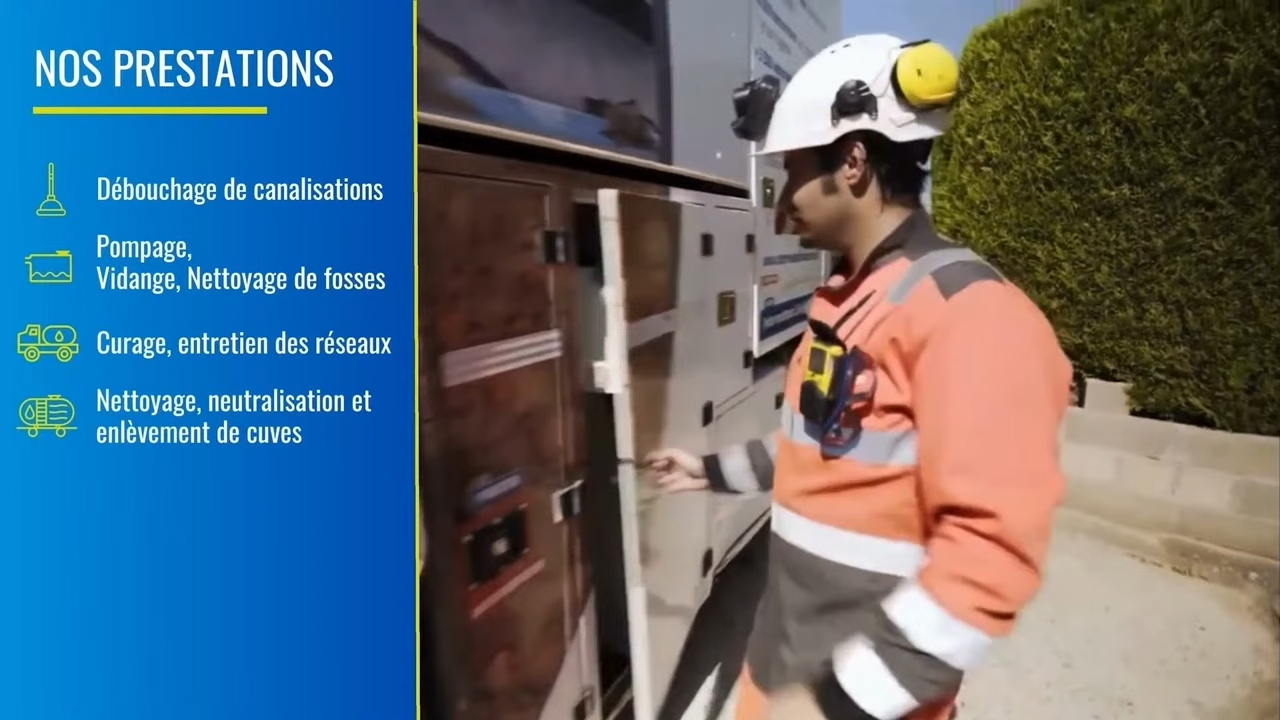 NOS PRESTATIONS
Débouchage de canalisations
Pompage,
Vidange, Nettoyage de fosses
Curage, entretien des réseaux
Nettoyage, neutralisation et
enlèvement de cuves